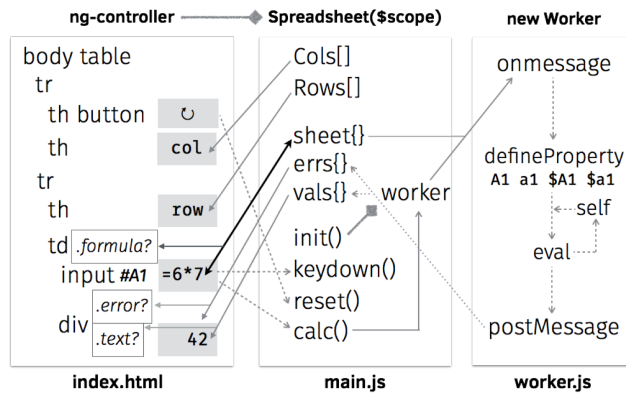 ng-controller
Spreadsheet($scope)
new Worker
body table
tr
th button ↻
th col
tr
th row
td .formula?
input #A1 =6*7
.error?
div
.text? 42
index.html
Cols[]
Rows[]
sheet{}
errs{}
vals{}
worker
init()
keydown()
reset()
calc()
main.js
onmessage
defineProperty
A1 a1 $A1 $a1
self
eval
postMessage
worker.js